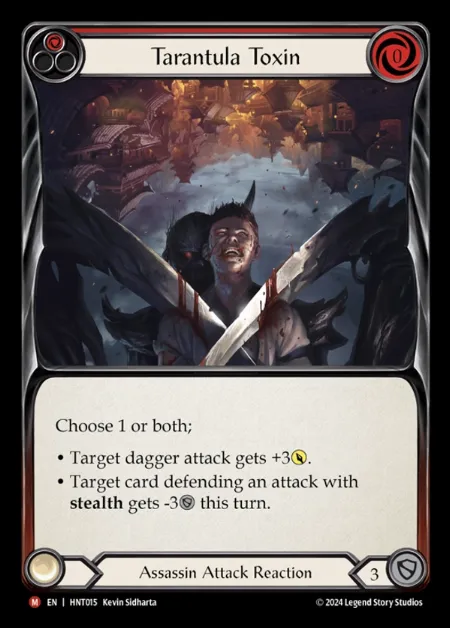 Tarantula Toxin
0
Choose 1 or both;
• Target dagger attack gets +3.
• Target card defending an attack with
stealth gets -3 this turn.
Assassin Attack Reaction
3
M EN | HNT015 Kevin Sidharta
© 2024 Legend Story Studios